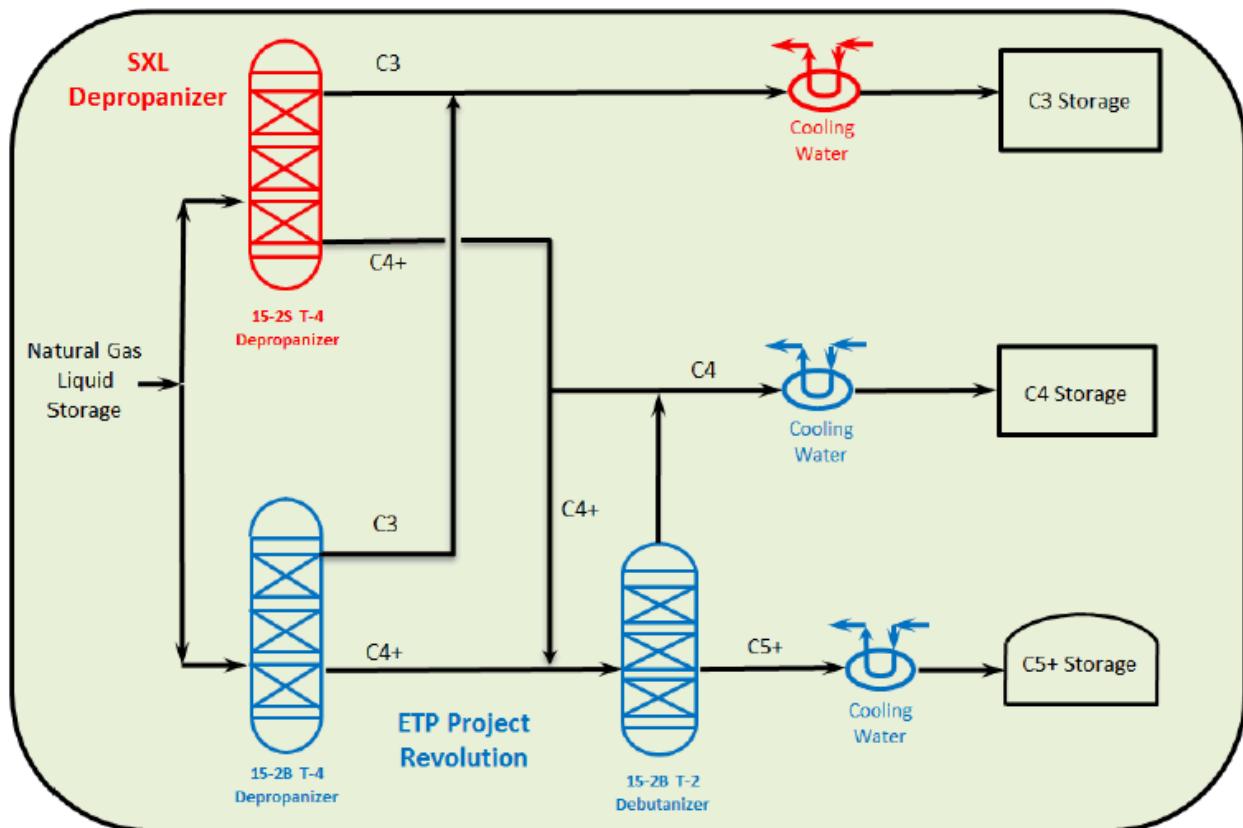 SXL
Depropanizer
C3
Cooling
Water
C3 Storage
C4+
15-2S T-4
Depropanizer
Natural Gas
Liquid
Storage
C4
Cooling
Water
C4 Storage
C3
C4+
C4+
C5+
Cooling
Water
C5+ Storage
ETP Project
Revolution
15-2B T-4
Depropanizer
15-2B T-2
Debutanizer